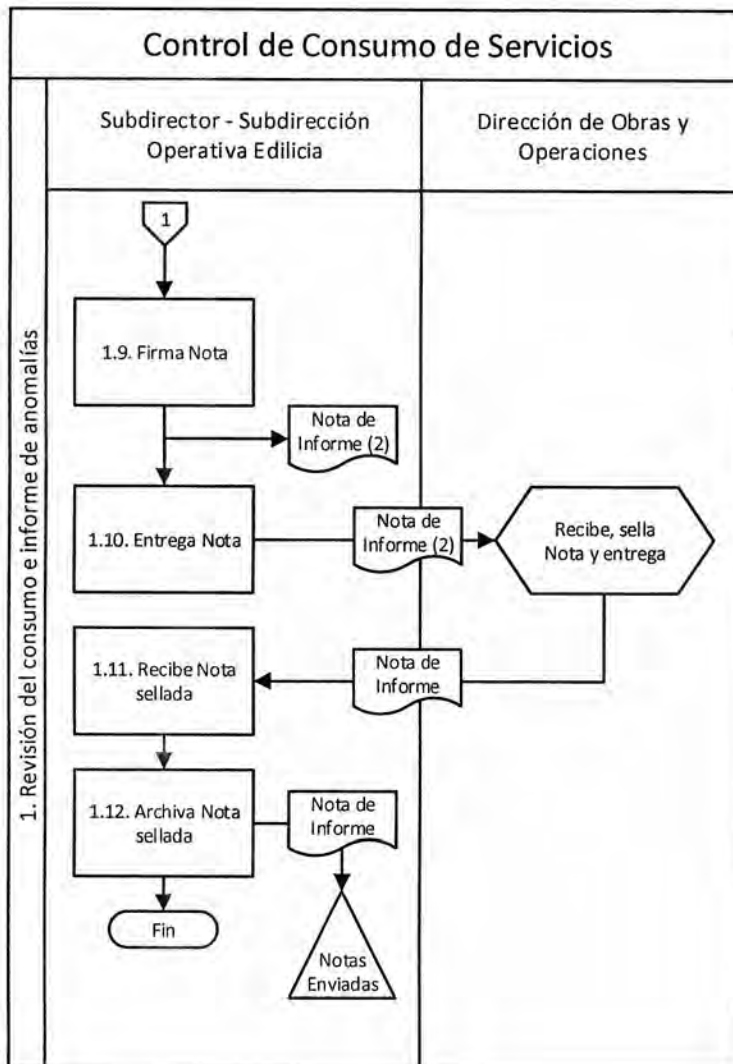 Control de Consumo de Servicios
1. Revisión del consumo e informe de anomalías
Subdirector - Subdirección
Operativa Edilicia
Dirección de Obras y
Operaciones
1
1.9. Firma Nota
Nota de
Informe (2)
1.10. Entrega Nota
Nota de
Informe (2)
Recibe, sella
Nota y entrega
1.11. Recibe Nota
sellada
Nota de
Informe
1.12. Archiva Nota
sellada
Nota de
Informe
Fin
Notas
Enviadas